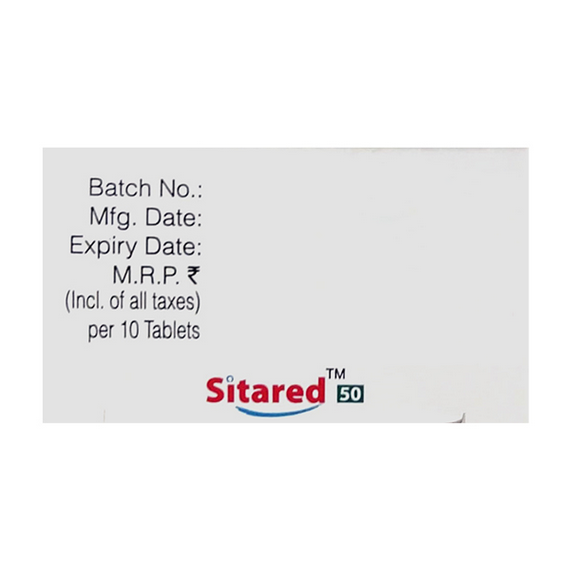 Batch No.:
Mfg. Date:
Expiry Date:
M.R.P. ₹
(Incl. of all taxes)
per 10 Tablets
Sitared™ 50